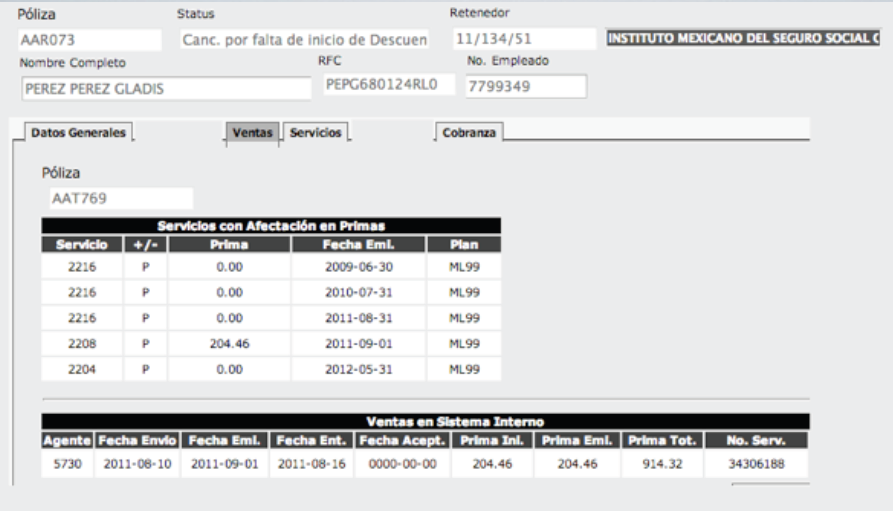 Póliza Status Retenedor
AAR073 Canc. por falta de inicio de Descuen 11/134/51 INSTITUTO MEXICANO DEL SEGURO SOCIAL
Nombre Completo RFC No. Empleado
PEREZ PEREZ GLADIS PEPG680124RL0 7799349
Datos Generales Ventas Servicios Cobranza
Póliza
AAT769
Servicios con Afectación en Primas
Servicio +/- Prima Fecha Emi. Plan
2216 P 0.00 2009-06-30 ML99
2216 P 0.00 2010-07-31 ML99
2216 P 0.00 2011-08-31 ML99
2208 P 204.46 2011-09-01 ML99
2204 P 0.00 2012-05-31 ML99
Ventas en Sistema Interno
Agente Fecha Envio Fecha Emi. Fecha Ent. Fecha Acept. Prima Ini. Prima Emi. Prima Tot. No. Serv.
5730 2011-08-10 2011-09-01 2011-08-16 0000-00-00 204.46 204.46 914.32 34306188